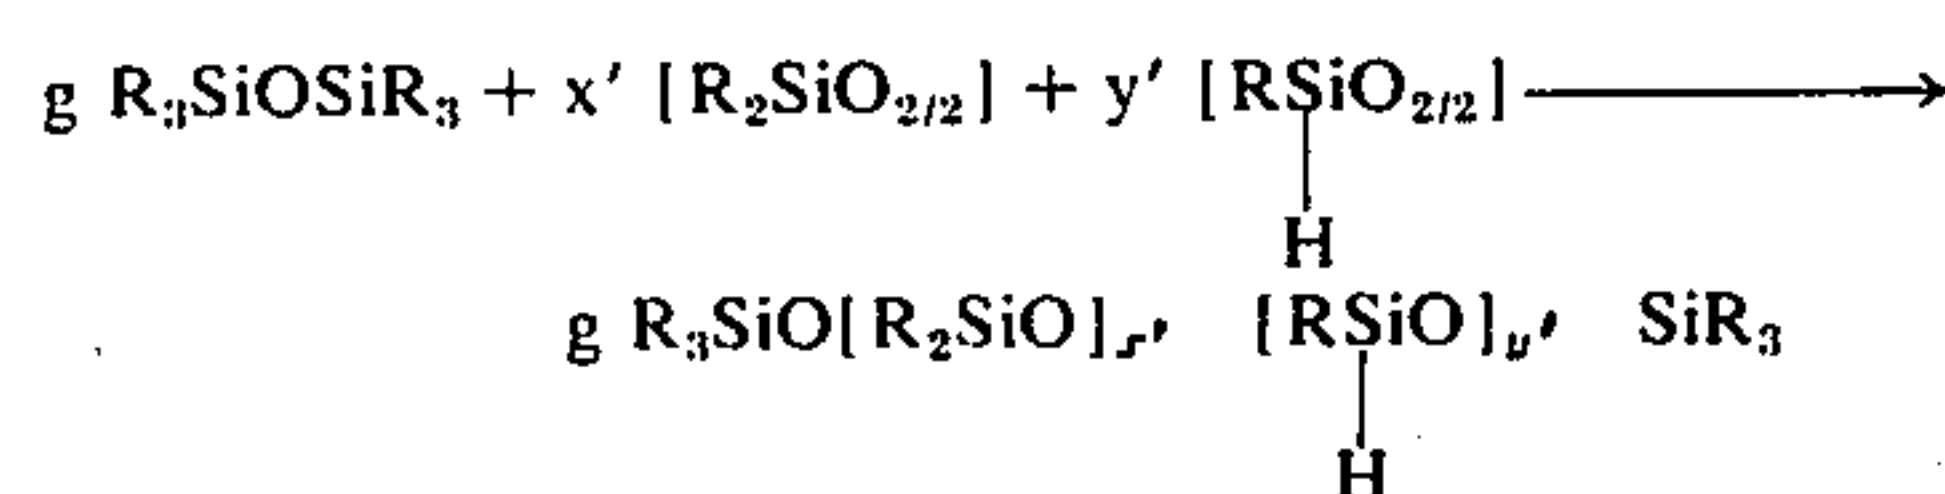 g R₃SiOSiR₃ + x′ [R₂SiO₂/₂] + y′ [RSiO₂/₂] ⟶
H
g R₃SiO[R₂SiO]ₓ′ [RSiO]ᵧ′ SiR₃
H